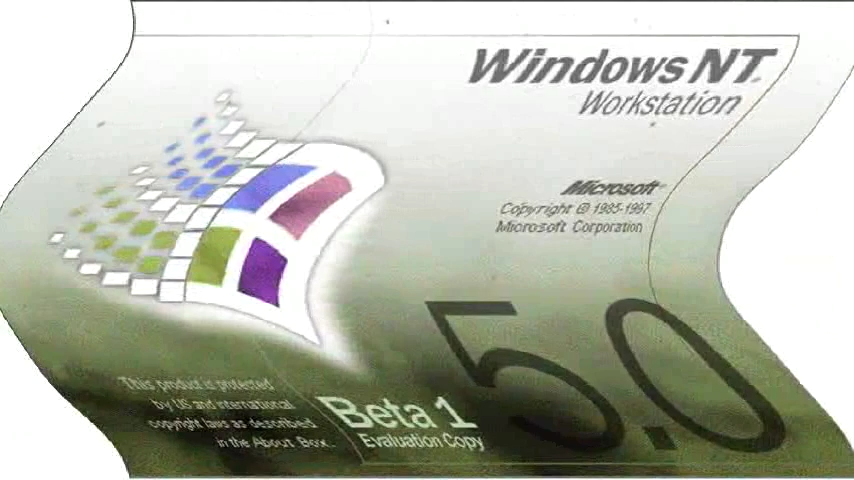 Windows NT
Workstation
Microsoft
Copyright © 1985-1997
Microsoft Corporation
5.0
This product is protected
by US and international
copyright laws as described
in the About Box.
Beta 1
Evaluation Copy